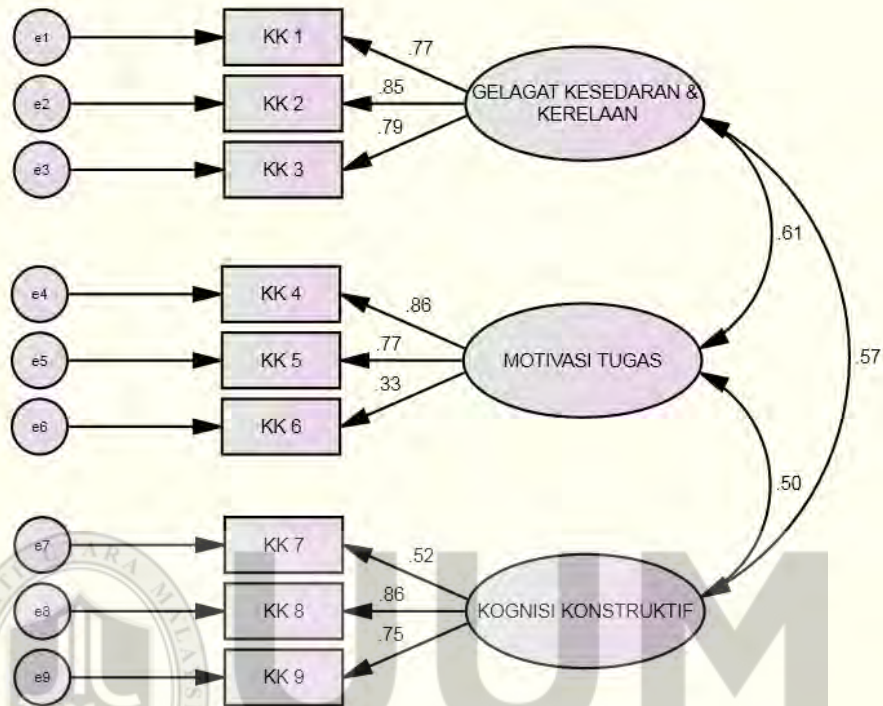 e1
KK 1
.77
GELAGAT KESEDARAN &
KERELAAN
e2
KK 2
.85
e3
KK 3
.79
.61
e4
KK 4
.86
e5
KK 5
.77
MOTIVASI TUGAS
.57
e6
KK 6
.33
.50
e7
KK 7
.52
e8
KK 8
.86
KOGNISI KONSTRUKTIF
e9
KK 9
.75
UUM